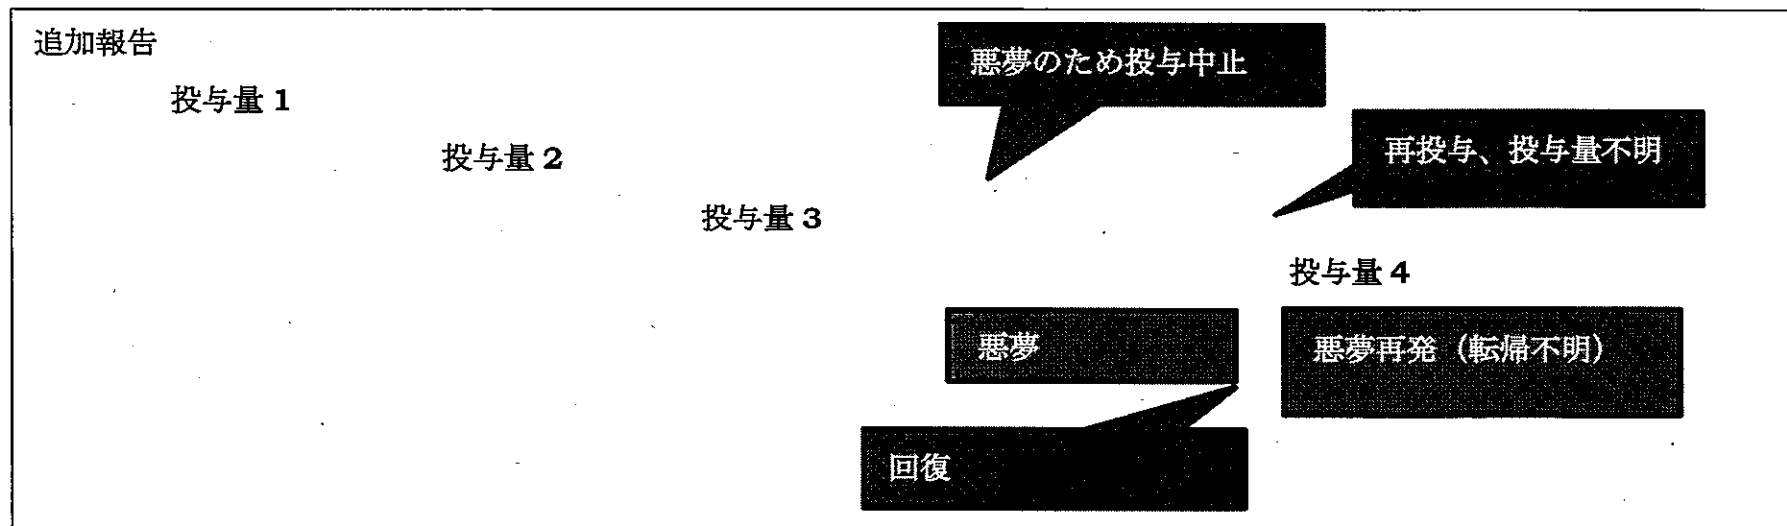 追加報告
悪夢のため投与中止
投与量 1
再投与、投与量不明
投与量 2
投与量 3
投与量 4
悪夢
悪夢再発（転帰不明）
回復